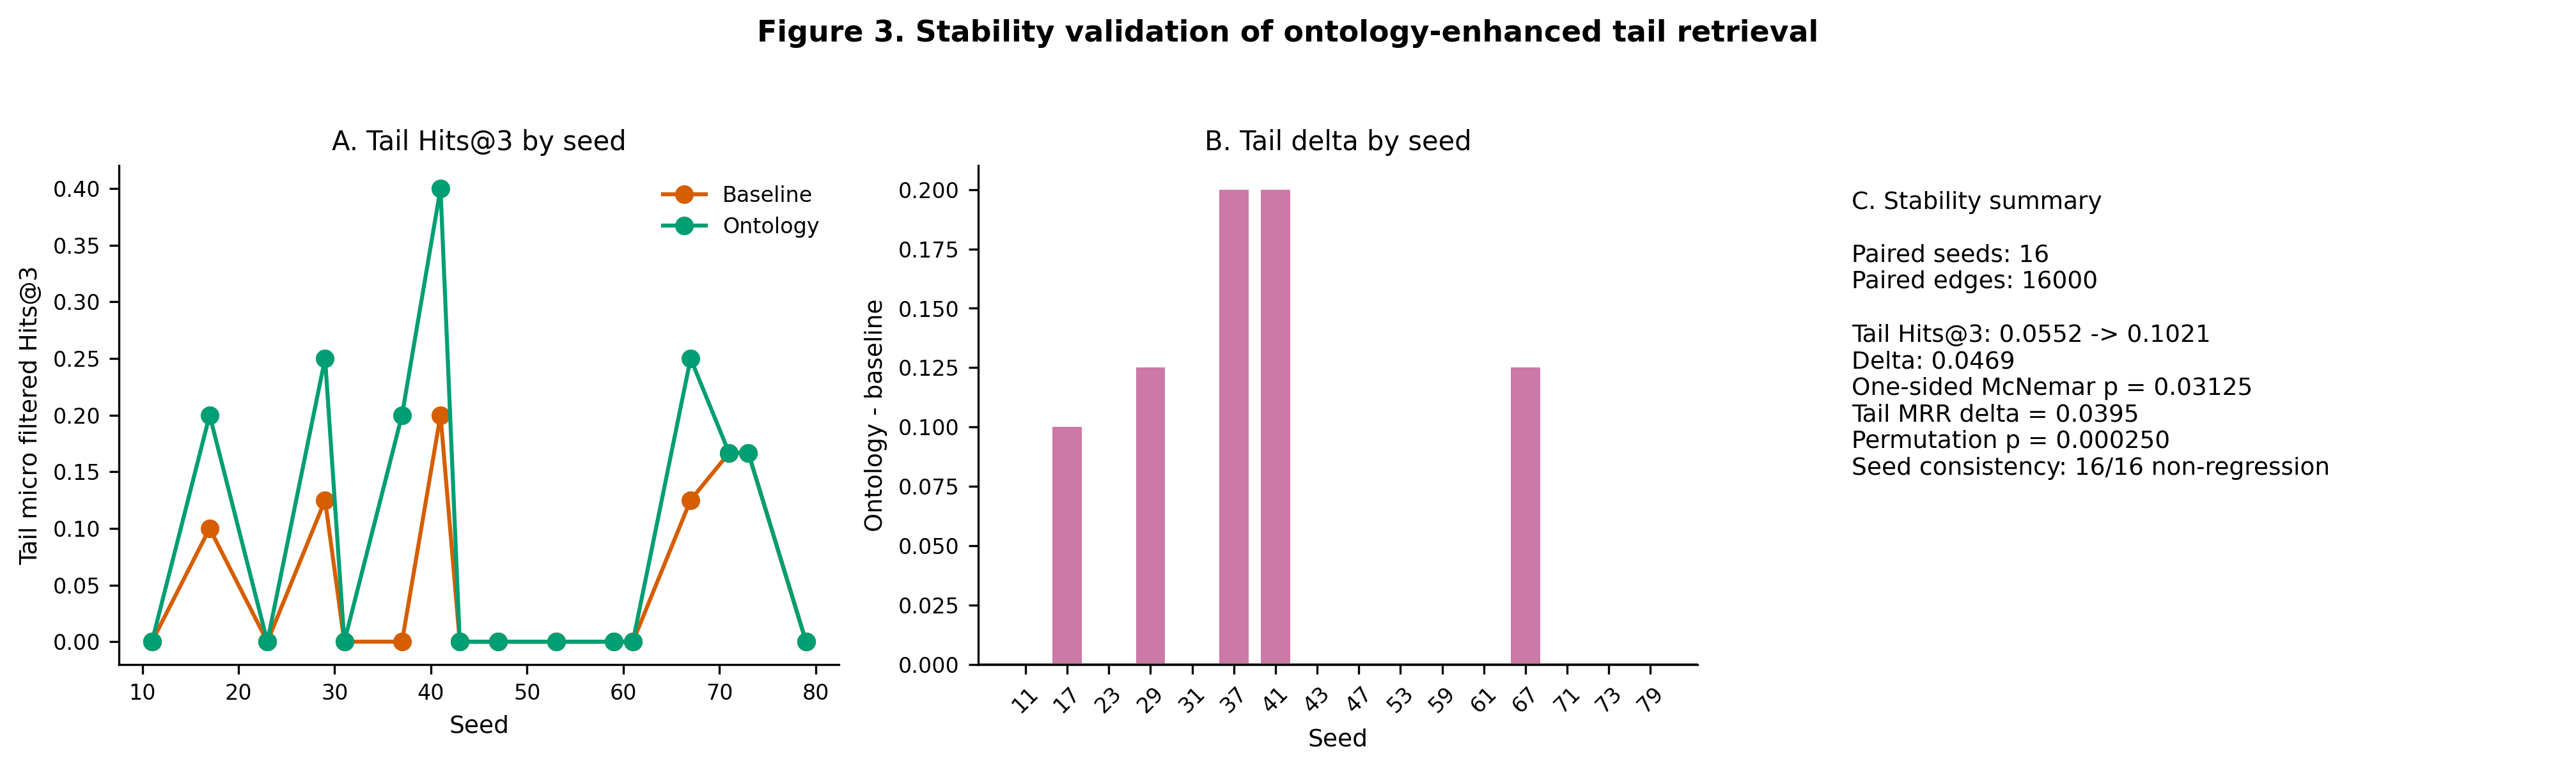 Figure 3. Stability validation of ontology-enhanced tail retrieval
A. Tail Hits@3 by seed
Tail micro filtered Hits@3
0.40
0.35
0.30
0.25
0.20
0.15
0.10
0.05
0.00
Baseline
Ontology
10 20 30 40 50 60 70 80
Seed
B. Tail delta by seed
Ontology - baseline
0.200
0.175
0.150
0.125
0.100
0.075
0.050
0.025
0.000
11 17 23 29 31 37 41 43 47 53 59 61 67 71 73 79
Seed
C. Stability summary
Paired seeds: 16
Paired edges: 16000
Tail Hits@3: 0.0552 -> 0.1021
Delta: 0.0469
One-sided McNemar p = 0.03125
Tail MRR delta = 0.0395
Permutation p = 0.000250
Seed consistency: 16/16 non-regression